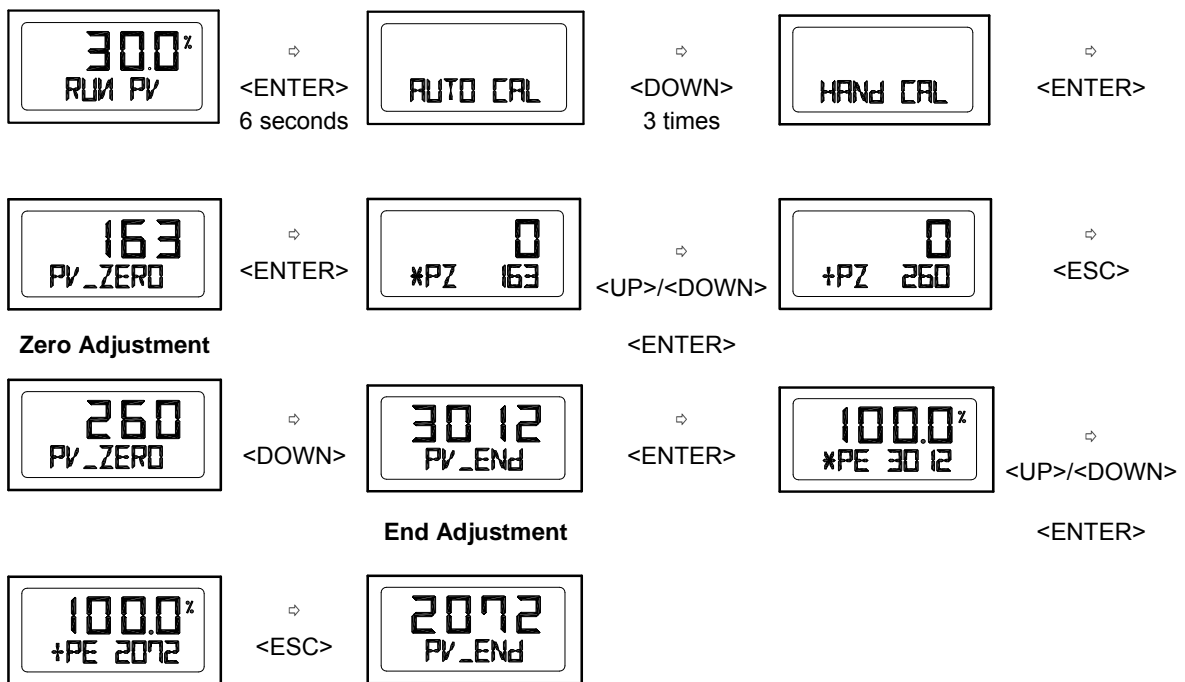 30.0%
RUN PV
⇨
<ENTER>
6 seconds
AUTO CAL
⇨
<DOWN>
3 times
HANd CAL
⇨
<ENTER>
163
PV_ZERO
⇨
<ENTER>
0
*PZ 163
⇨
<UP>/<DOWN>
<ENTER>
0
+PZ 260
⇨
<ESC>
Zero Adjustment
260
PV_ZERO
⇨
<DOWN>
3012
PV_ENd
⇨
<ENTER>
100.0%
*PE 3012
⇨
<UP>/<DOWN>
<ENTER>
End Adjustment
100.0%
+PE 2072
⇨
<ESC>
2072
PV_ENd